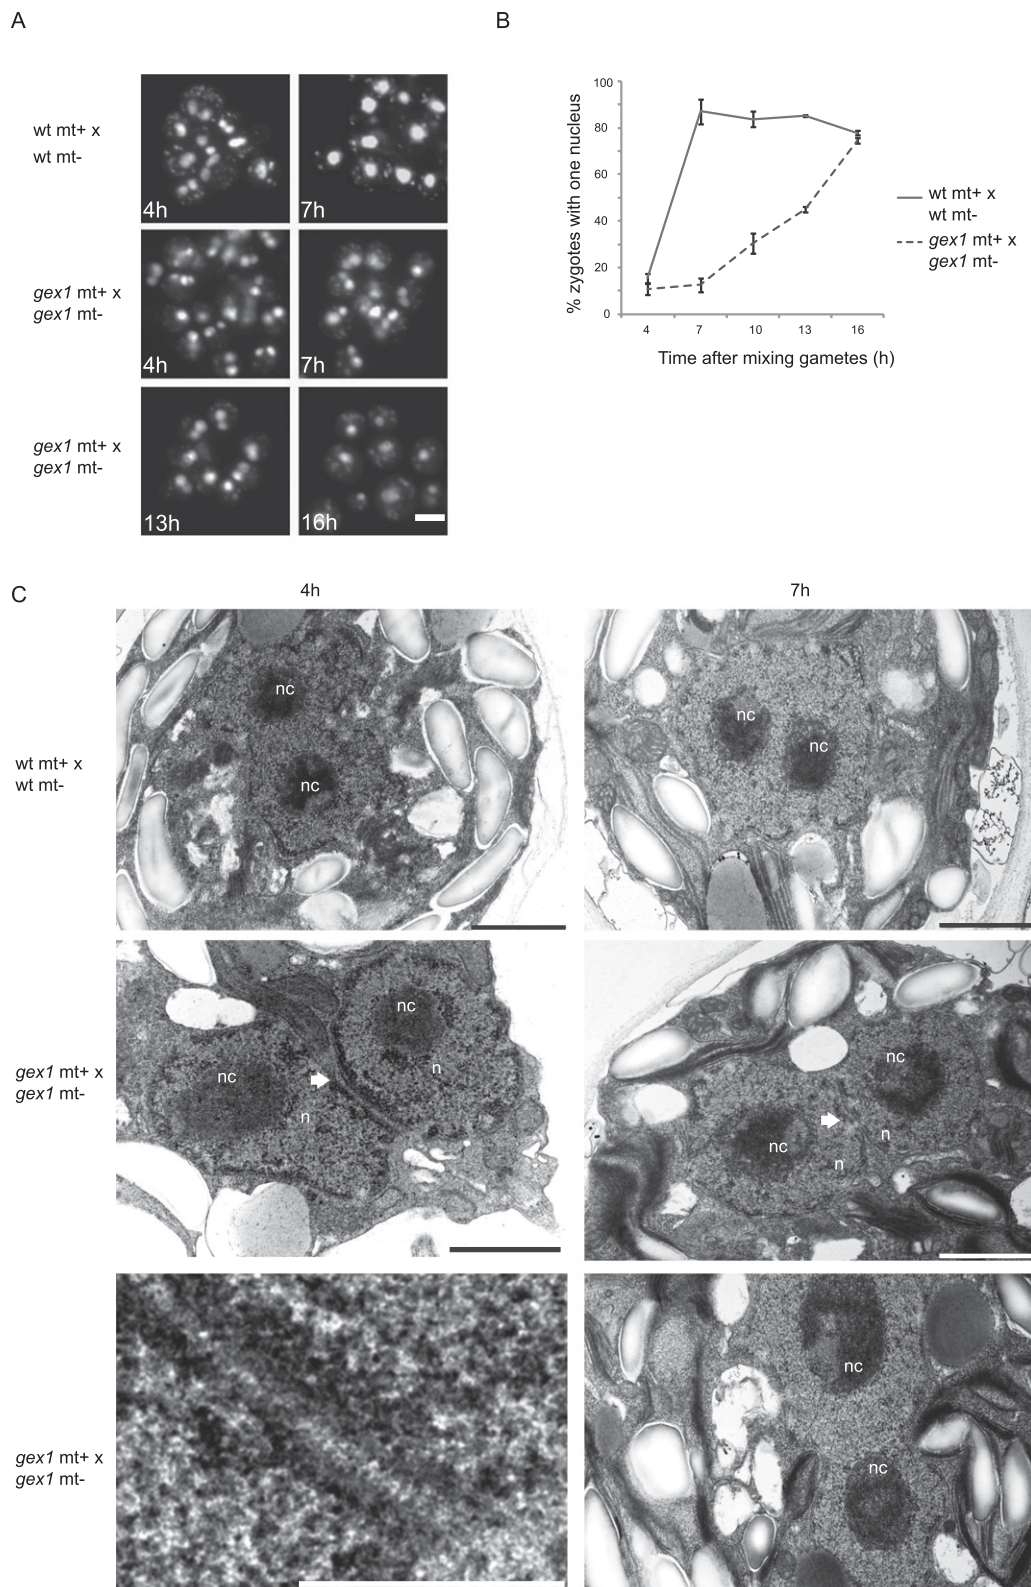 A
B
wt mt+ x
wt mt-
4h
7h
gex1 mt+ x
gex1 mt-
4h
7h
gex1 mt+ x
gex1 mt-
13h
16h
% zygotes with one nucleus
100
80
60
40
20
0
4
7
10
13
16
Time after mixing gametes (h)
wt mt+ x
wt mt-
gex1 mt+ x
gex1 mt-
C
4h
7h
wt mt+ x
wt mt-
nc
nc
nc
nc
gex1 mt+ x
gex1 mt-
nc
nc
n
n
nc
nc
n
n
gex1 mt+ x
gex1 mt-
nc
nc